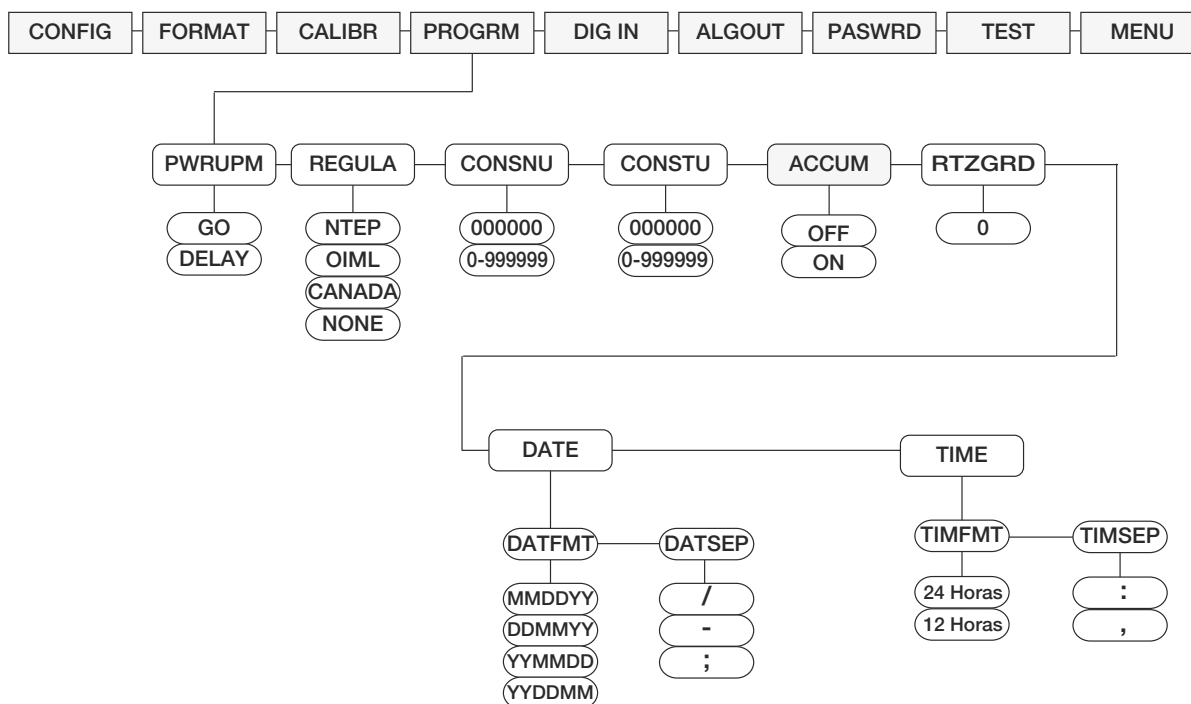 CONFIG FORMAT CALIBR PROGRM DIG IN ALGOUT PASWRD TEST MENU
PWRUPM REGULA CONSNU CONSTU ACCUM RTZGRD
GO NTEP 000000 000000 OFF 0
DELAY OIML 0-999999 0-999999 ON
CANADA
NONE
DATE TIME
DATFMT DATSEP TIMFMT TIMSEP
MMDDYY / 24 Horas :
DDMMYY - 12 Horas ,
YYMMDD ;
YYDDMM